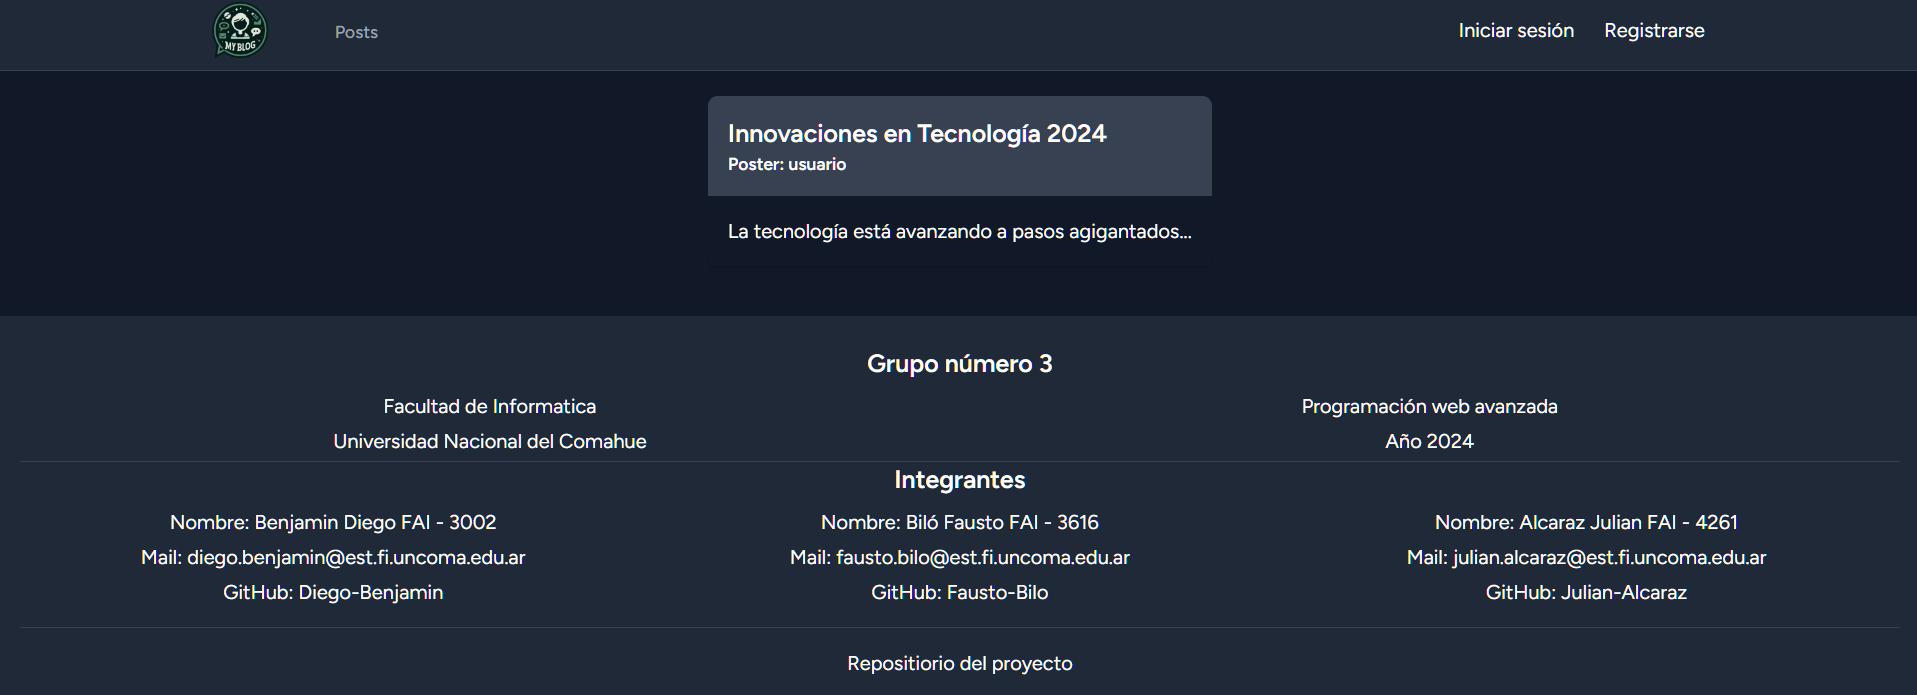 MY BLOG
Posts
Iniciar sesión
Registrarse
Innovaciones en Tecnología 2024
Poster: usuario
La tecnología está avanzando a pasos agigantados...
Grupo número 3
Facultad de Informatica
Universidad Nacional del Comahue
Programación web avanzada
Año 2024
Integrantes
Nombre: Benjamin Diego FAI - 3002
Mail: diego.benjamin@est.fi.uncoma.edu.ar
GitHub: Diego-Benjamin
Nombre: Biló Fausto FAI - 3616
Mail: fausto.bilo@est.fi.uncoma.edu.ar
GitHub: Fausto-Bilo
Nombre: Alcaraz Julian FAI - 4261
Mail: julian.alcaraz@est.fi.uncoma.edu.ar
GitHub: Julian-Alcaraz
Repositiorio del proyecto